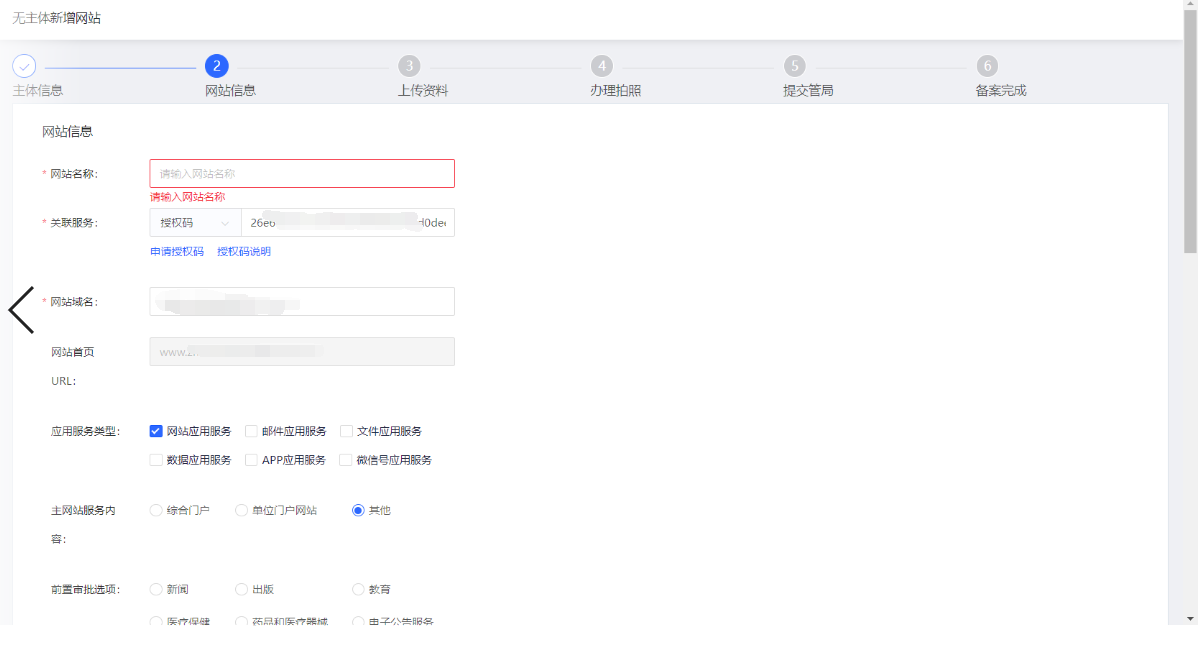 无主体新增网站
2 3 4 5 6
主体信息 网站信息 上传资料 办理拍照 提交管局 备案完成
网站信息
* 网站名称: 请输入网站名称
请输入网站名称
* 关联服务: 授权码 26e6 d0dee
申请授权码 授权码说明
* 网站域名:
网站首页 www.z
URL:
应用服务类型: 网站应用服务 邮件应用服务 文件应用服务
数据应用服务 APP应用服务 微信号应用服务
主网站服务内 综合门户 单位门户网站 其他
容:
前置审批选项: 新闻 出版 教育
医疗保健 药品和医疗器械 电子公告服务